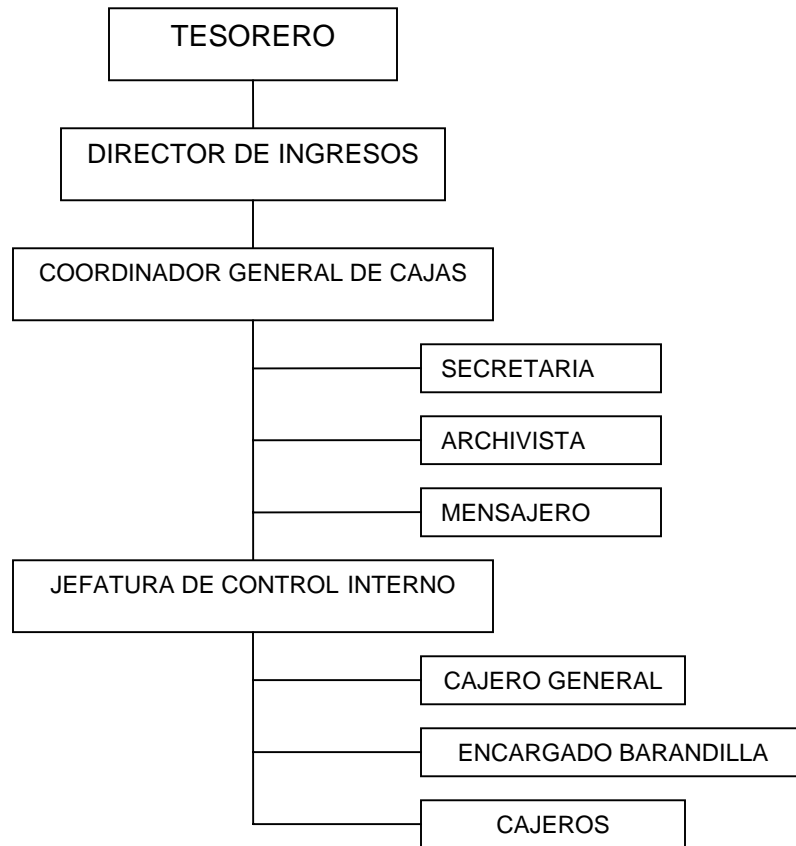 TESORERO
DIRECTOR DE INGRESOS
COORDINADOR GENERAL DE CAJAS
SECRETARIA
ARCHIVISTA
MENSAJERO
JEFATURA DE CONTROL INTERNO
CAJERO GENERAL
ENCARGADO BARANDILLA
CAJEROS